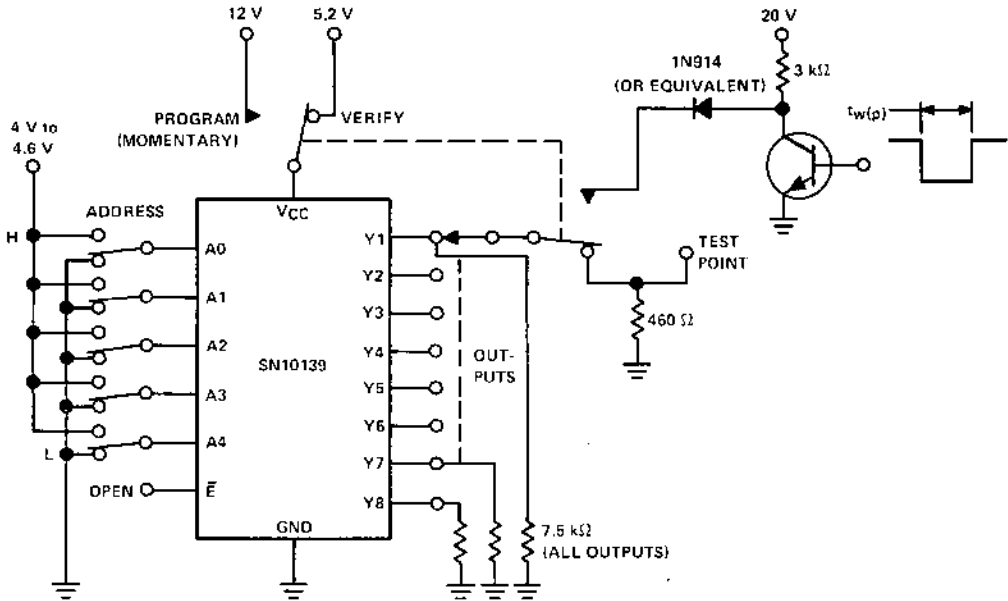 12 V
5.2 V
20 V
1N914
(OR EQUIVALENT)
3 kΩ
PROGRAM
(MOMENTARY)
VERIFY
tw(p)
4 V to
4.6 V
ADDRESS
VCC
H
A0
Y1
TEST
POINT
Y2
A1
Y3
460 Ω
A2
Y4
SN10139
OUT-
PUTS
Y5
A3
Y6
A4
L
Y7
OPEN
E̅
Y8
GND
7.5 kΩ
(ALL OUTPUTS)